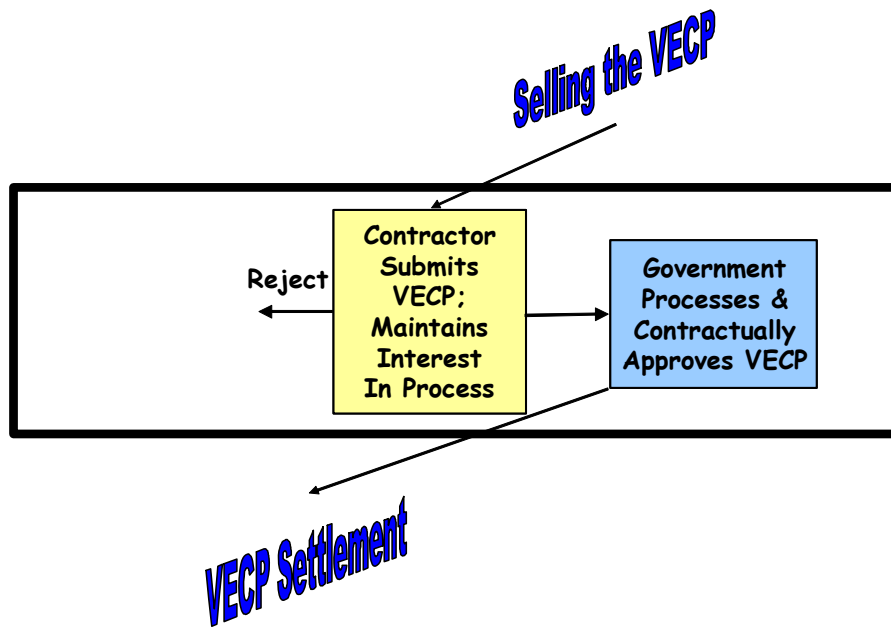 Selling the VECP
Contractor
Submits
VECP;
Maintains
Interest
In Process
Reject
Government
Processes &
Contractually
Approves VECP
VECP Settlement